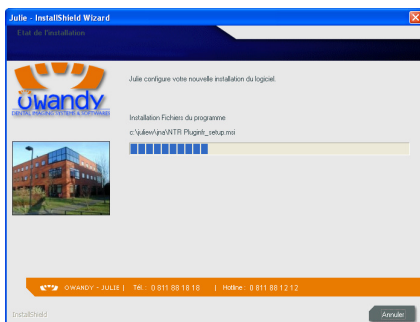 Julie - InstallShield Wizard
Etat de l'installation
Julie configure votre nouvelle installation du logiciel.
owandy
DENTAL IMAGING SYSTEMS & SOFTWARES
Installation Fichiers du programme
c:\juliew\jna\NTR Pluginfr_setup.msi
OWANDY - JULIE | Tél. : 0 811 88 18 18 | Hotline : 0 811 88 12 12
InstallShield
Annuler